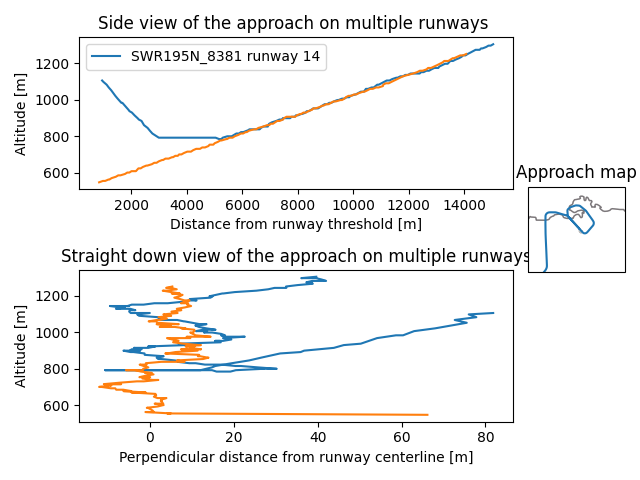 Side view of the approach on multiple runways
SWR195N_8381 runway 14
Altitude [m]
1200
1000
800
600
2000 4000 6000 8000 10000 12000 14000
Distance from runway threshold [m]
Approach map
Straight down view of the approach on multiple runways
Altitude [m]
1200
1000
800
600
0 20 40 60 80
Perpendicular distance from runway centerline [m]